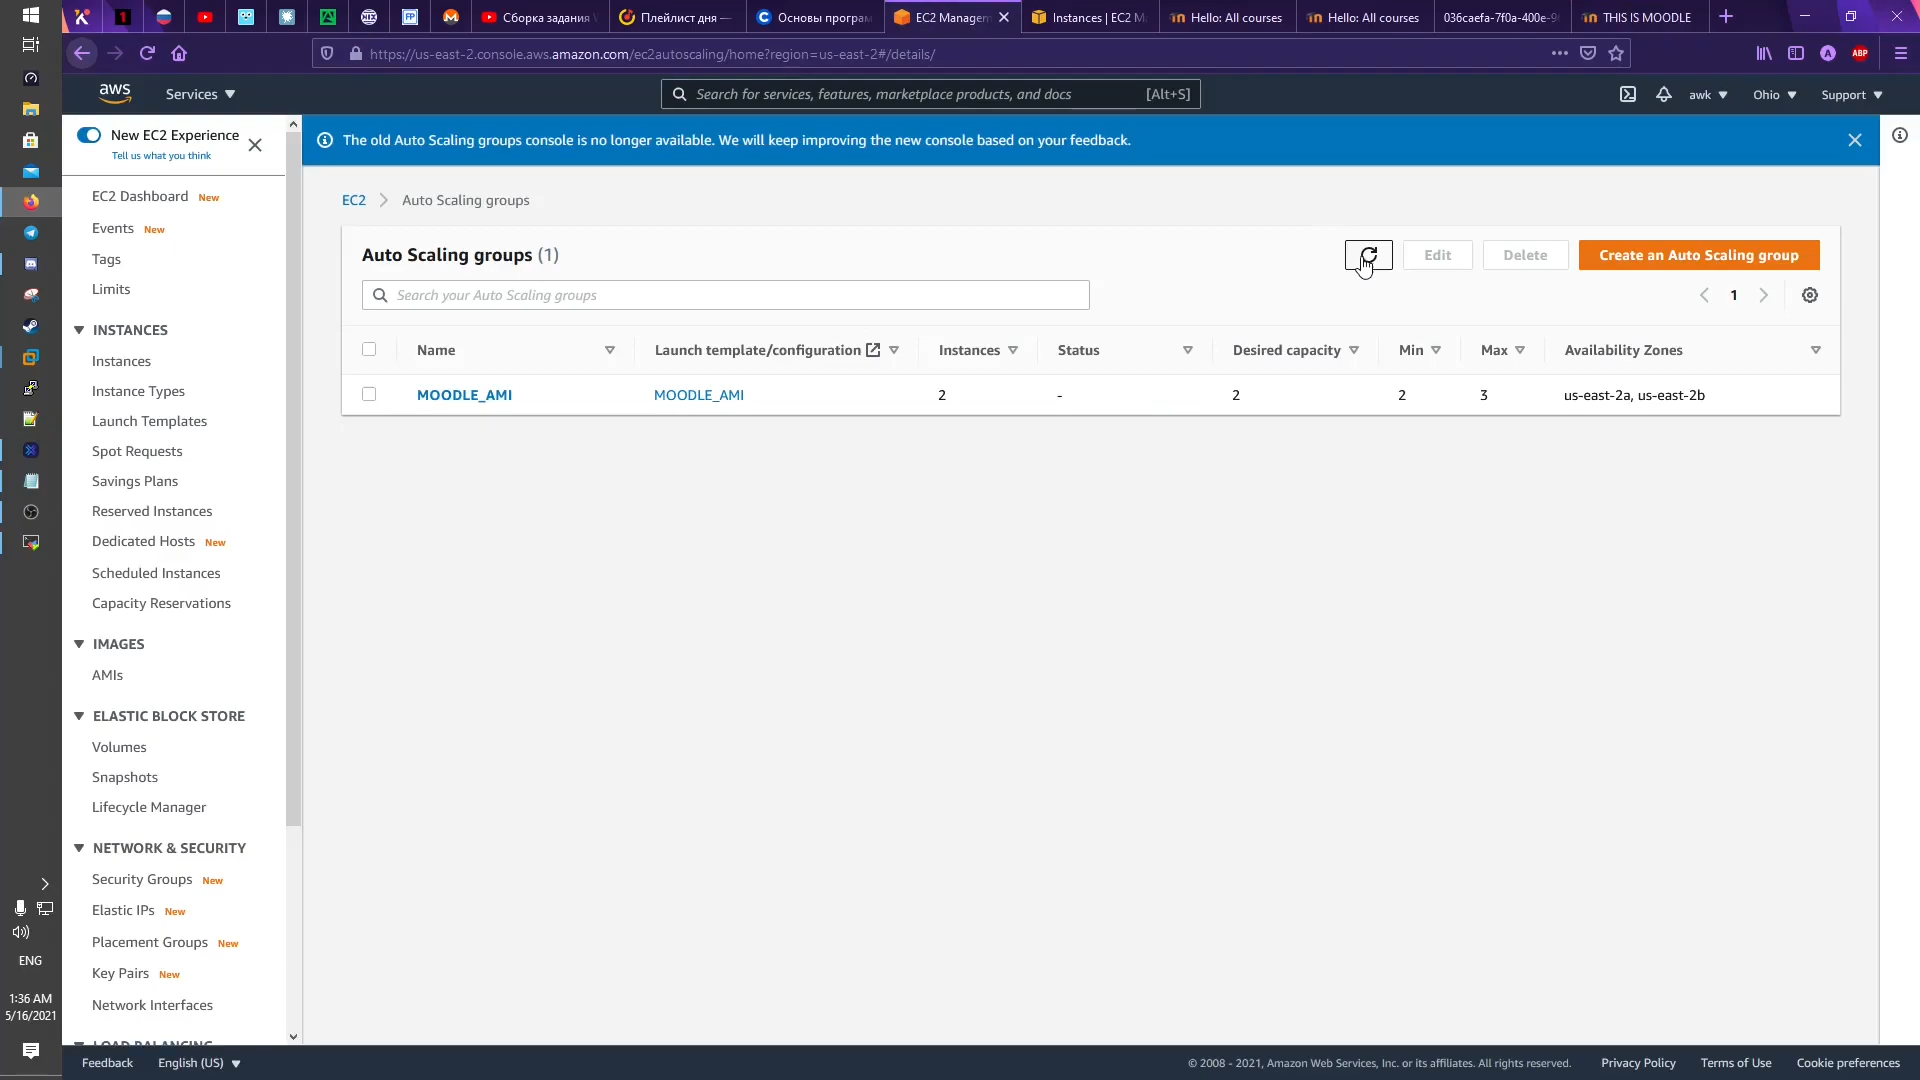 Сборка задания
Плейлист дня —
Основы програм
EC2 Managem
Instances | EC2 M
Hello: All courses
Hello: All courses
036caefa-7f0a-400e-9
THIS IS MOODLE
https://us-east-2.console.aws.amazon.com/ec2autoscaling/home?region=us-east-2#/details/
ABP
aws
Services
Search for services, features, marketplace products, and docs
[Alt+S]
awk
Ohio
Support
New EC2 Experience
Tell us what you think
The old Auto Scaling groups console is no longer available. We will keep improving the new console based on your feedback.
EC2 Dashboard New
Events New
Tags
Limits
INSTANCES
Instances
Instance Types
Launch Templates
Spot Requests
Savings Plans
Reserved Instances
Dedicated Hosts New
Scheduled Instances
Capacity Reservations
IMAGES
AMIs
ELASTIC BLOCK STORE
Volumes
Snapshots
Lifecycle Manager
NETWORK & SECURITY
Security Groups New
Elastic IPs New
Placement Groups New
Key Pairs New
Network Interfaces
LOAD BALANCING
EC2
Auto Scaling groups
Auto Scaling groups (1)
Edit
Delete
Create an Auto Scaling group
Search your Auto Scaling groups
1
Name
Launch template/configuration
Instances
Status
Desired capacity
Min
Max
Availability Zones
MOODLE_AMI
MOODLE_AMI
2
-
2
2
3
us-east-2a, us-east-2b
ENG
1:36 AM
5/16/2021
Feedback
English (US)
© 2008 - 2021, Amazon Web Services, Inc. or its affiliates. All rights reserved.
Privacy Policy
Terms of Use
Cookie preferences